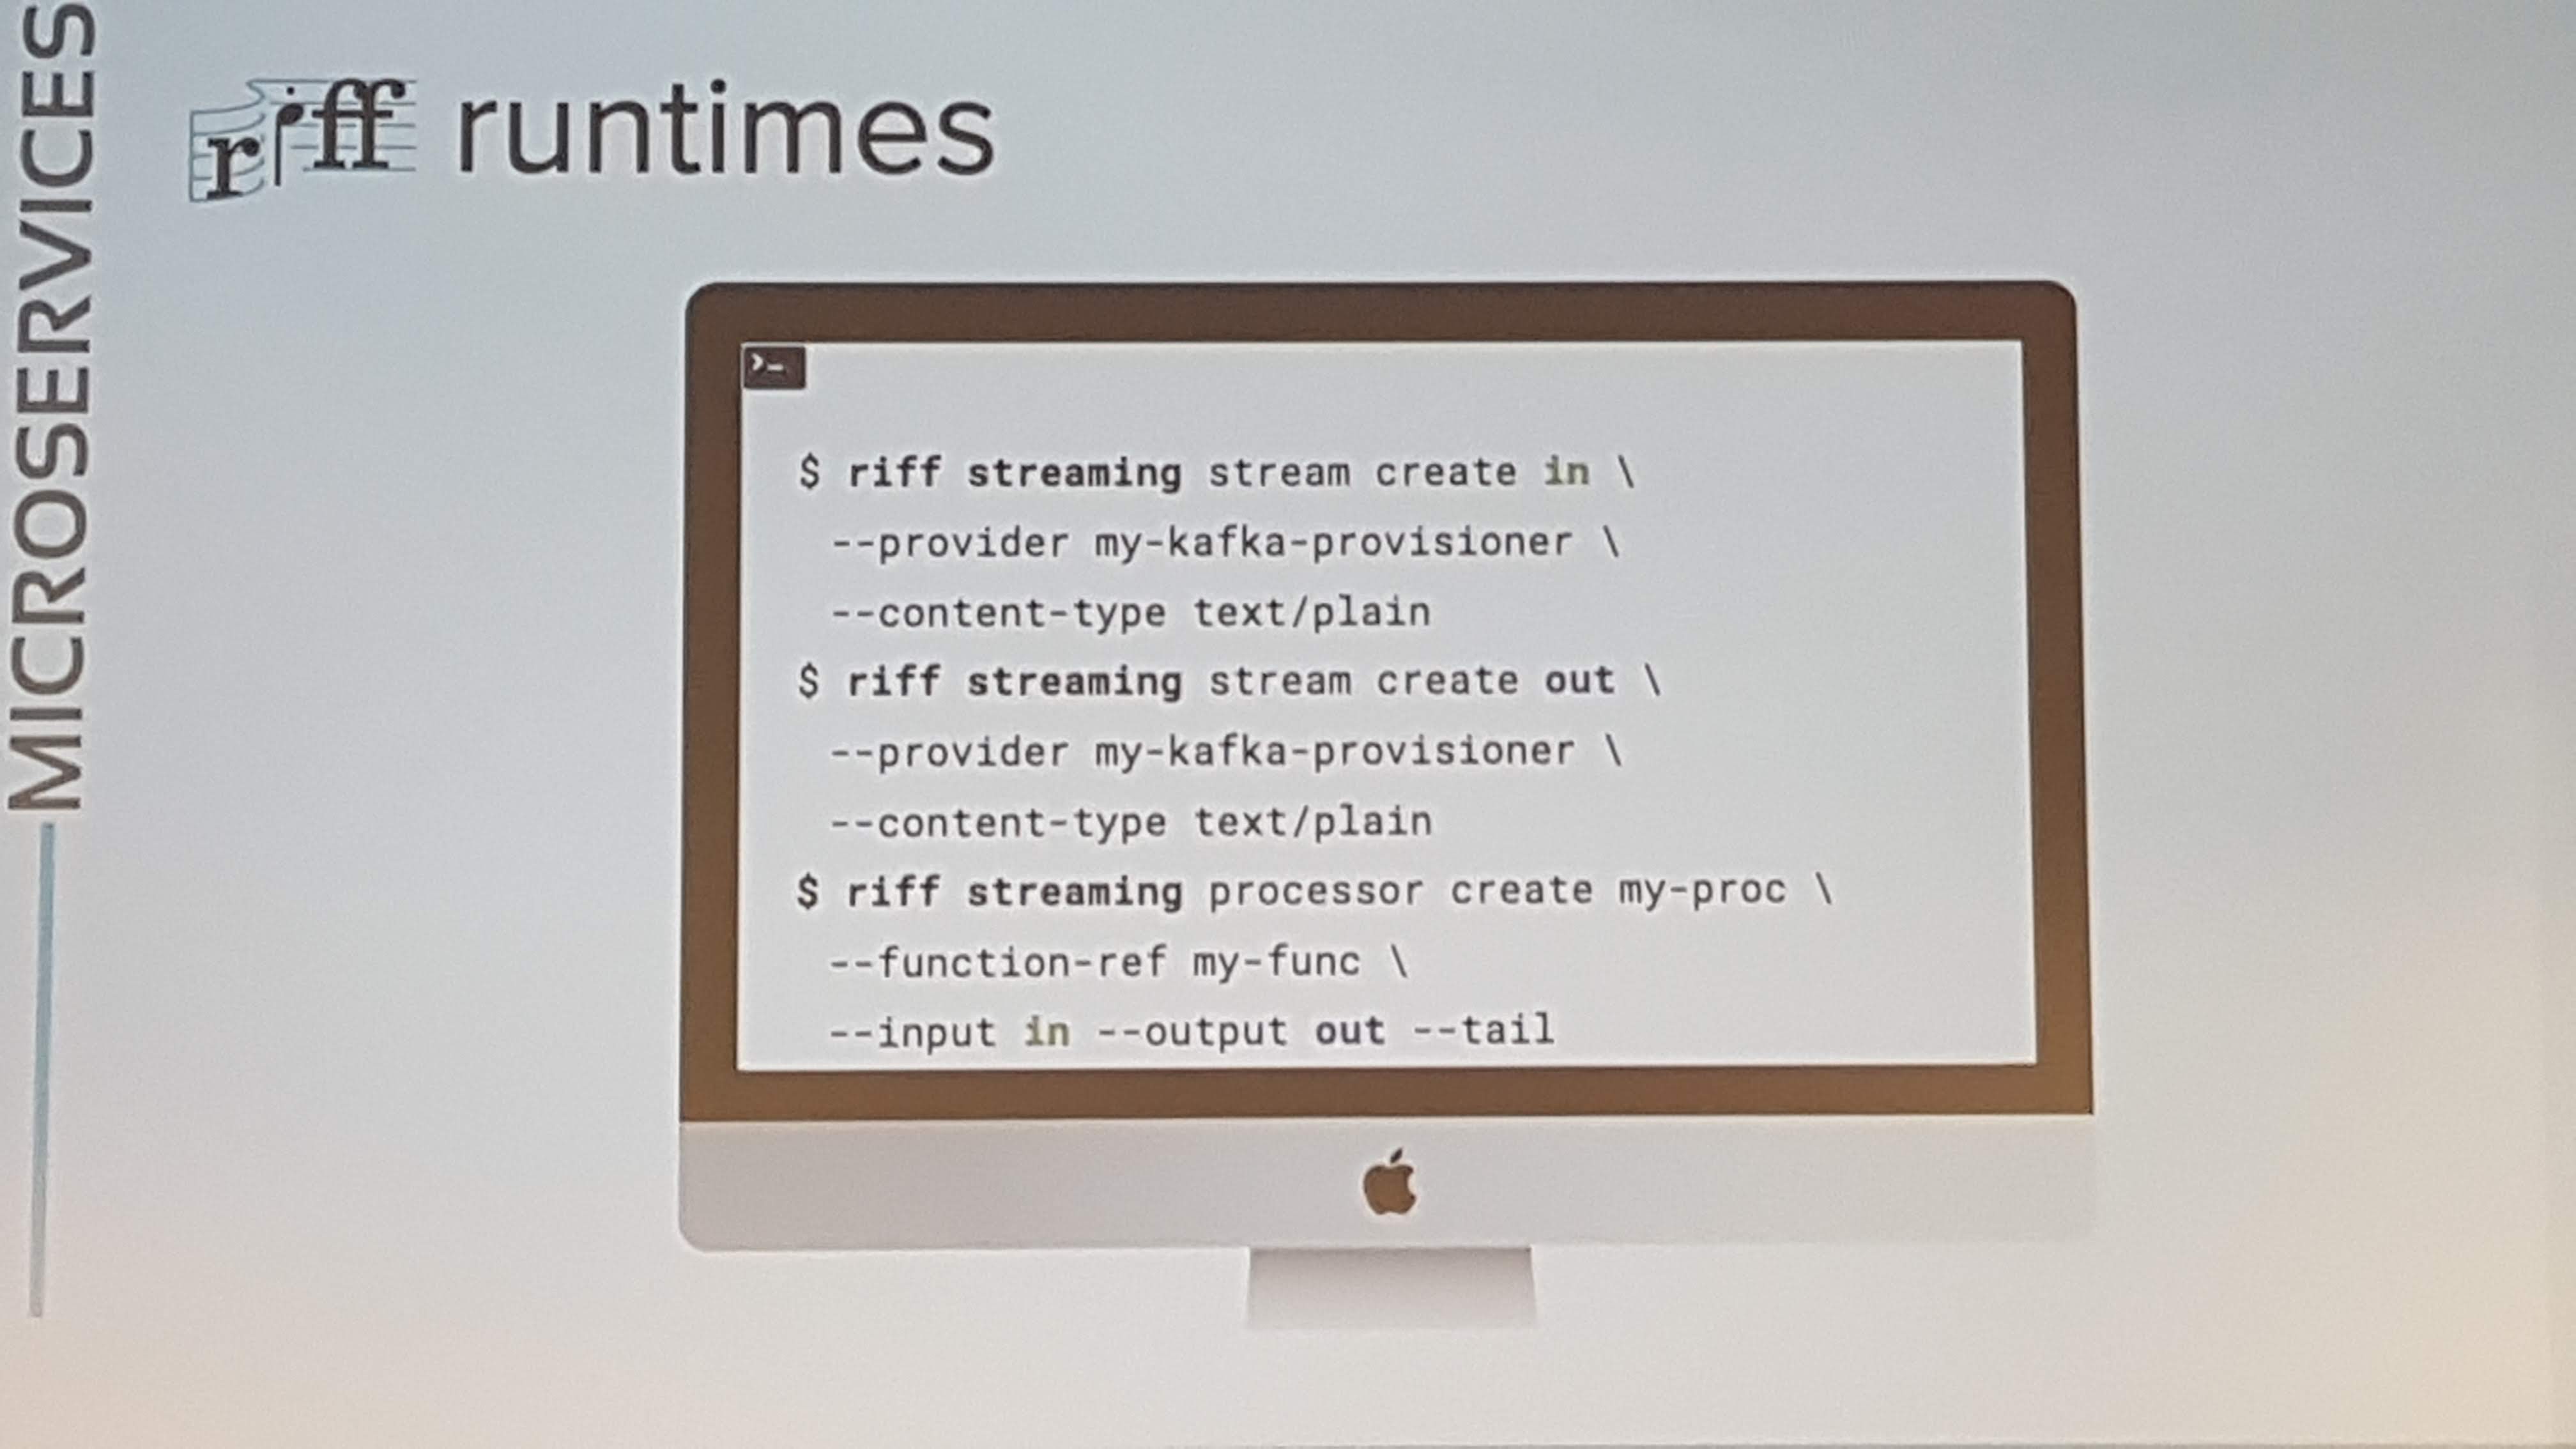 MICROSERVICES
riff runtimes
>_
$ riff streaming stream create in \
--provider my-kafka-provisioner \
--content-type text/plain
$ riff streaming stream create out \
--provider my-kafka-provisioner \
--content-type text/plain
$ riff streaming processor create my-proc \
--function-ref my-func \
--input in --output out --tail